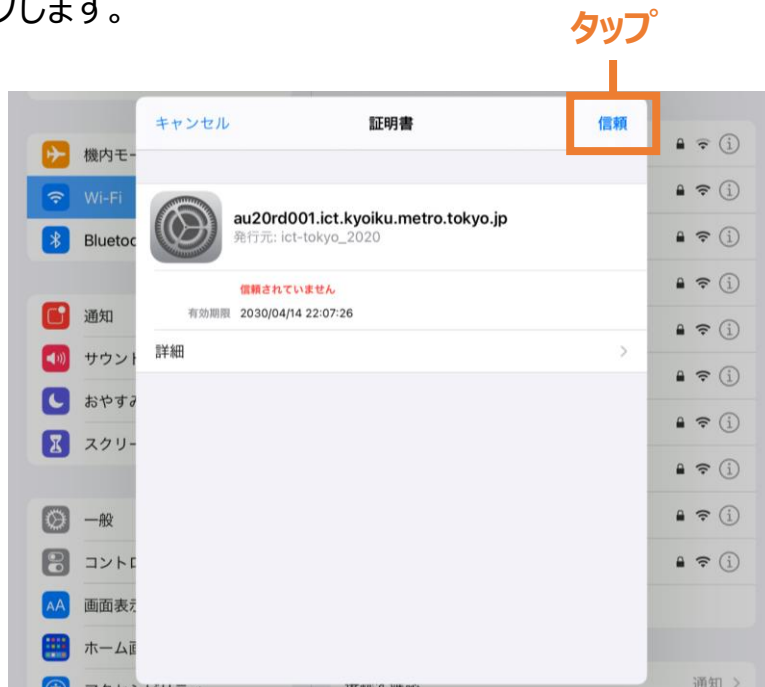 します。
タップ
キャンセル
証明書
信頼
機内モー
Wi-Fi
Bluetoo
au20rd001.ict.kyoiku.metro.tokyo.jp
発行元: ict-tokyo_2020
信頼されていません
有効期限 2030/04/14 22:07:26
詳細
通知
サウント
おやすみ
スクリー
一般
コントロ
AA 画面表示
ホーム画
通知